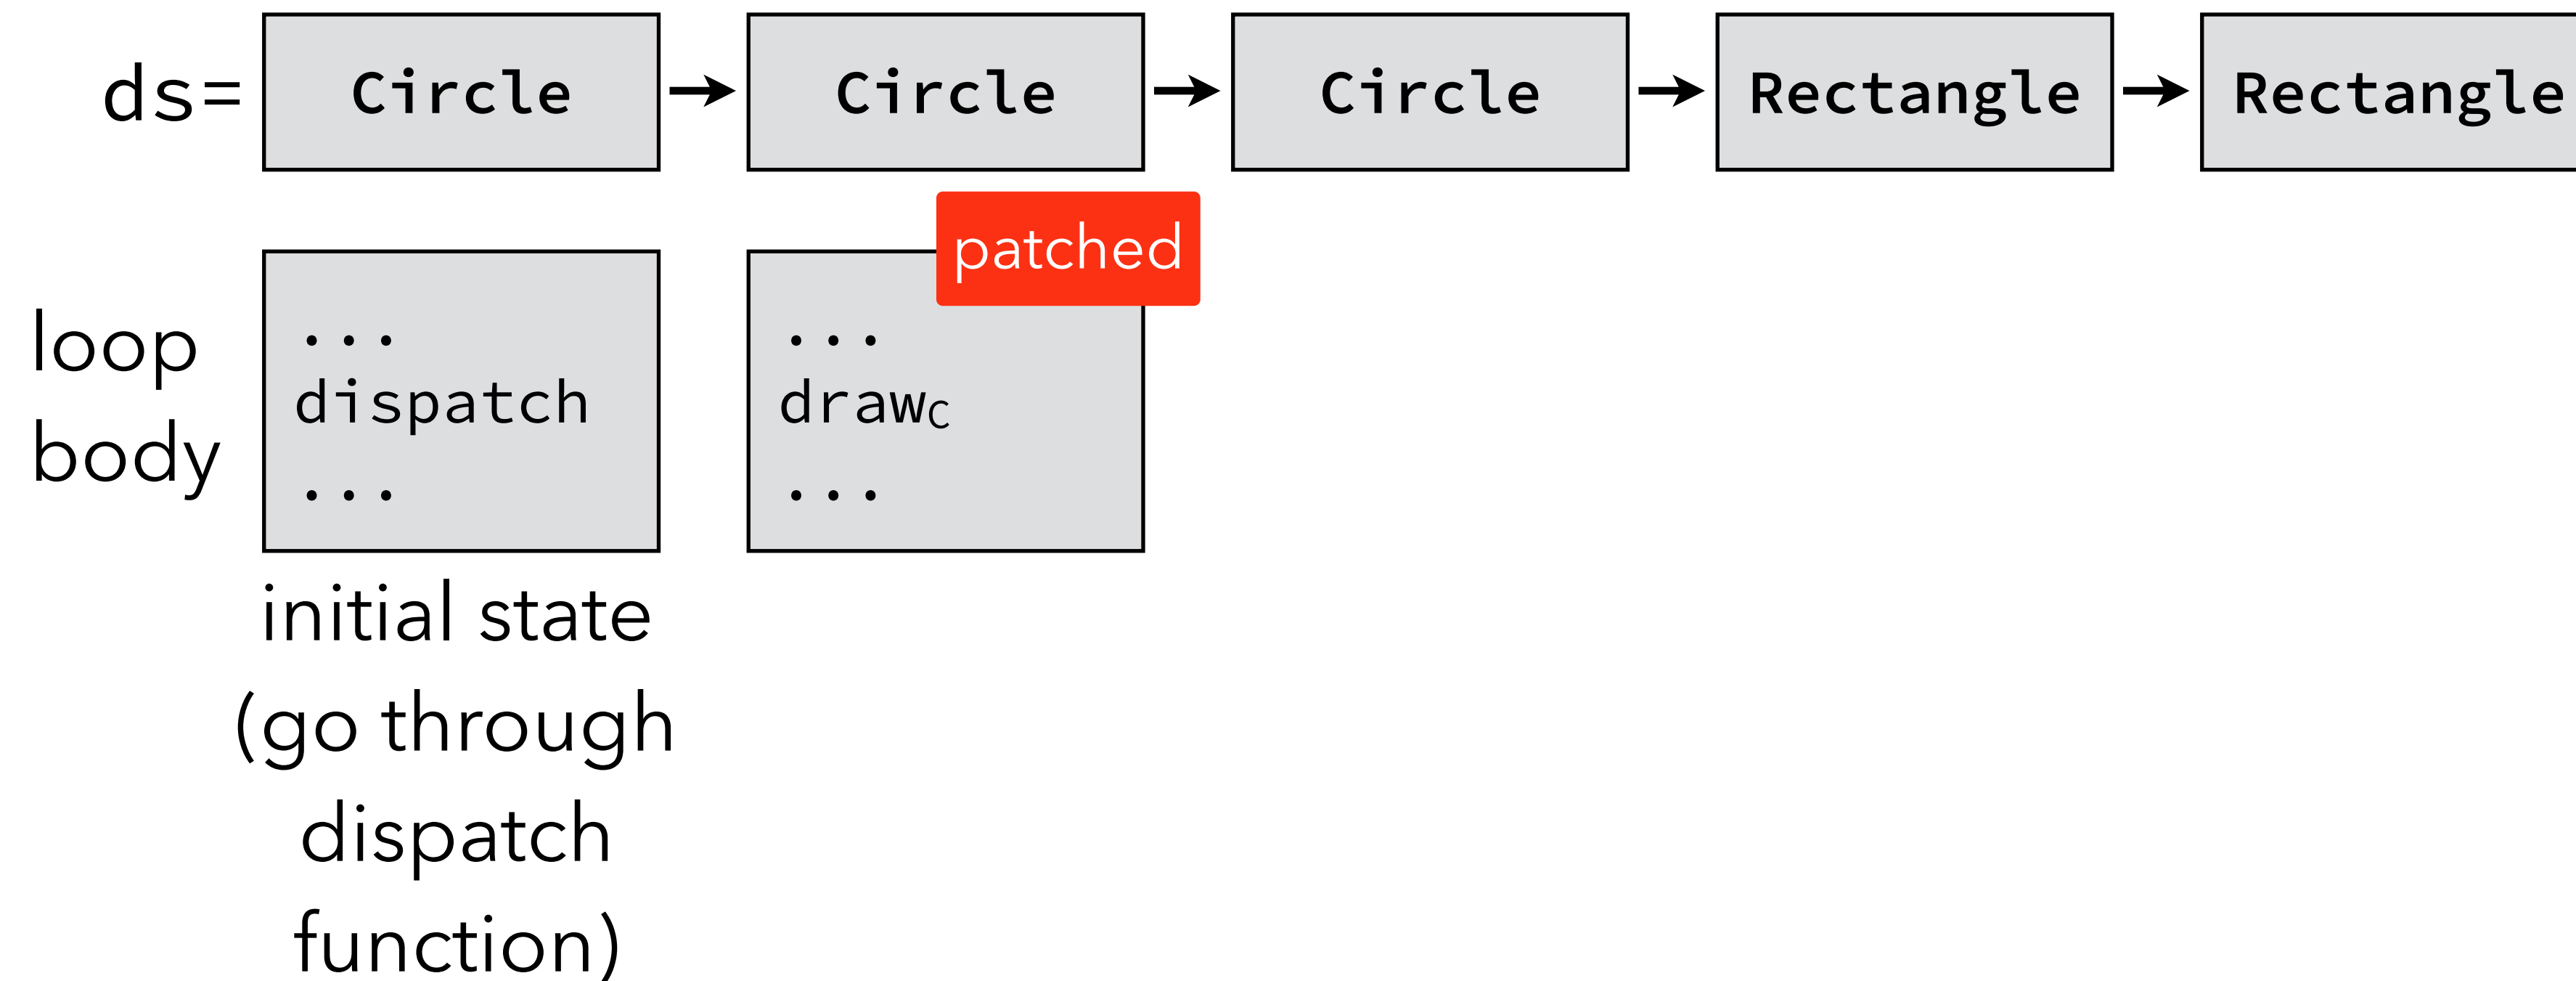 ds= Circle Circle Circle Rectangle Rectangle
patched
loop
body
...
dispatch
...
...
drawC
...
initial state
(go through
dispatch
function)